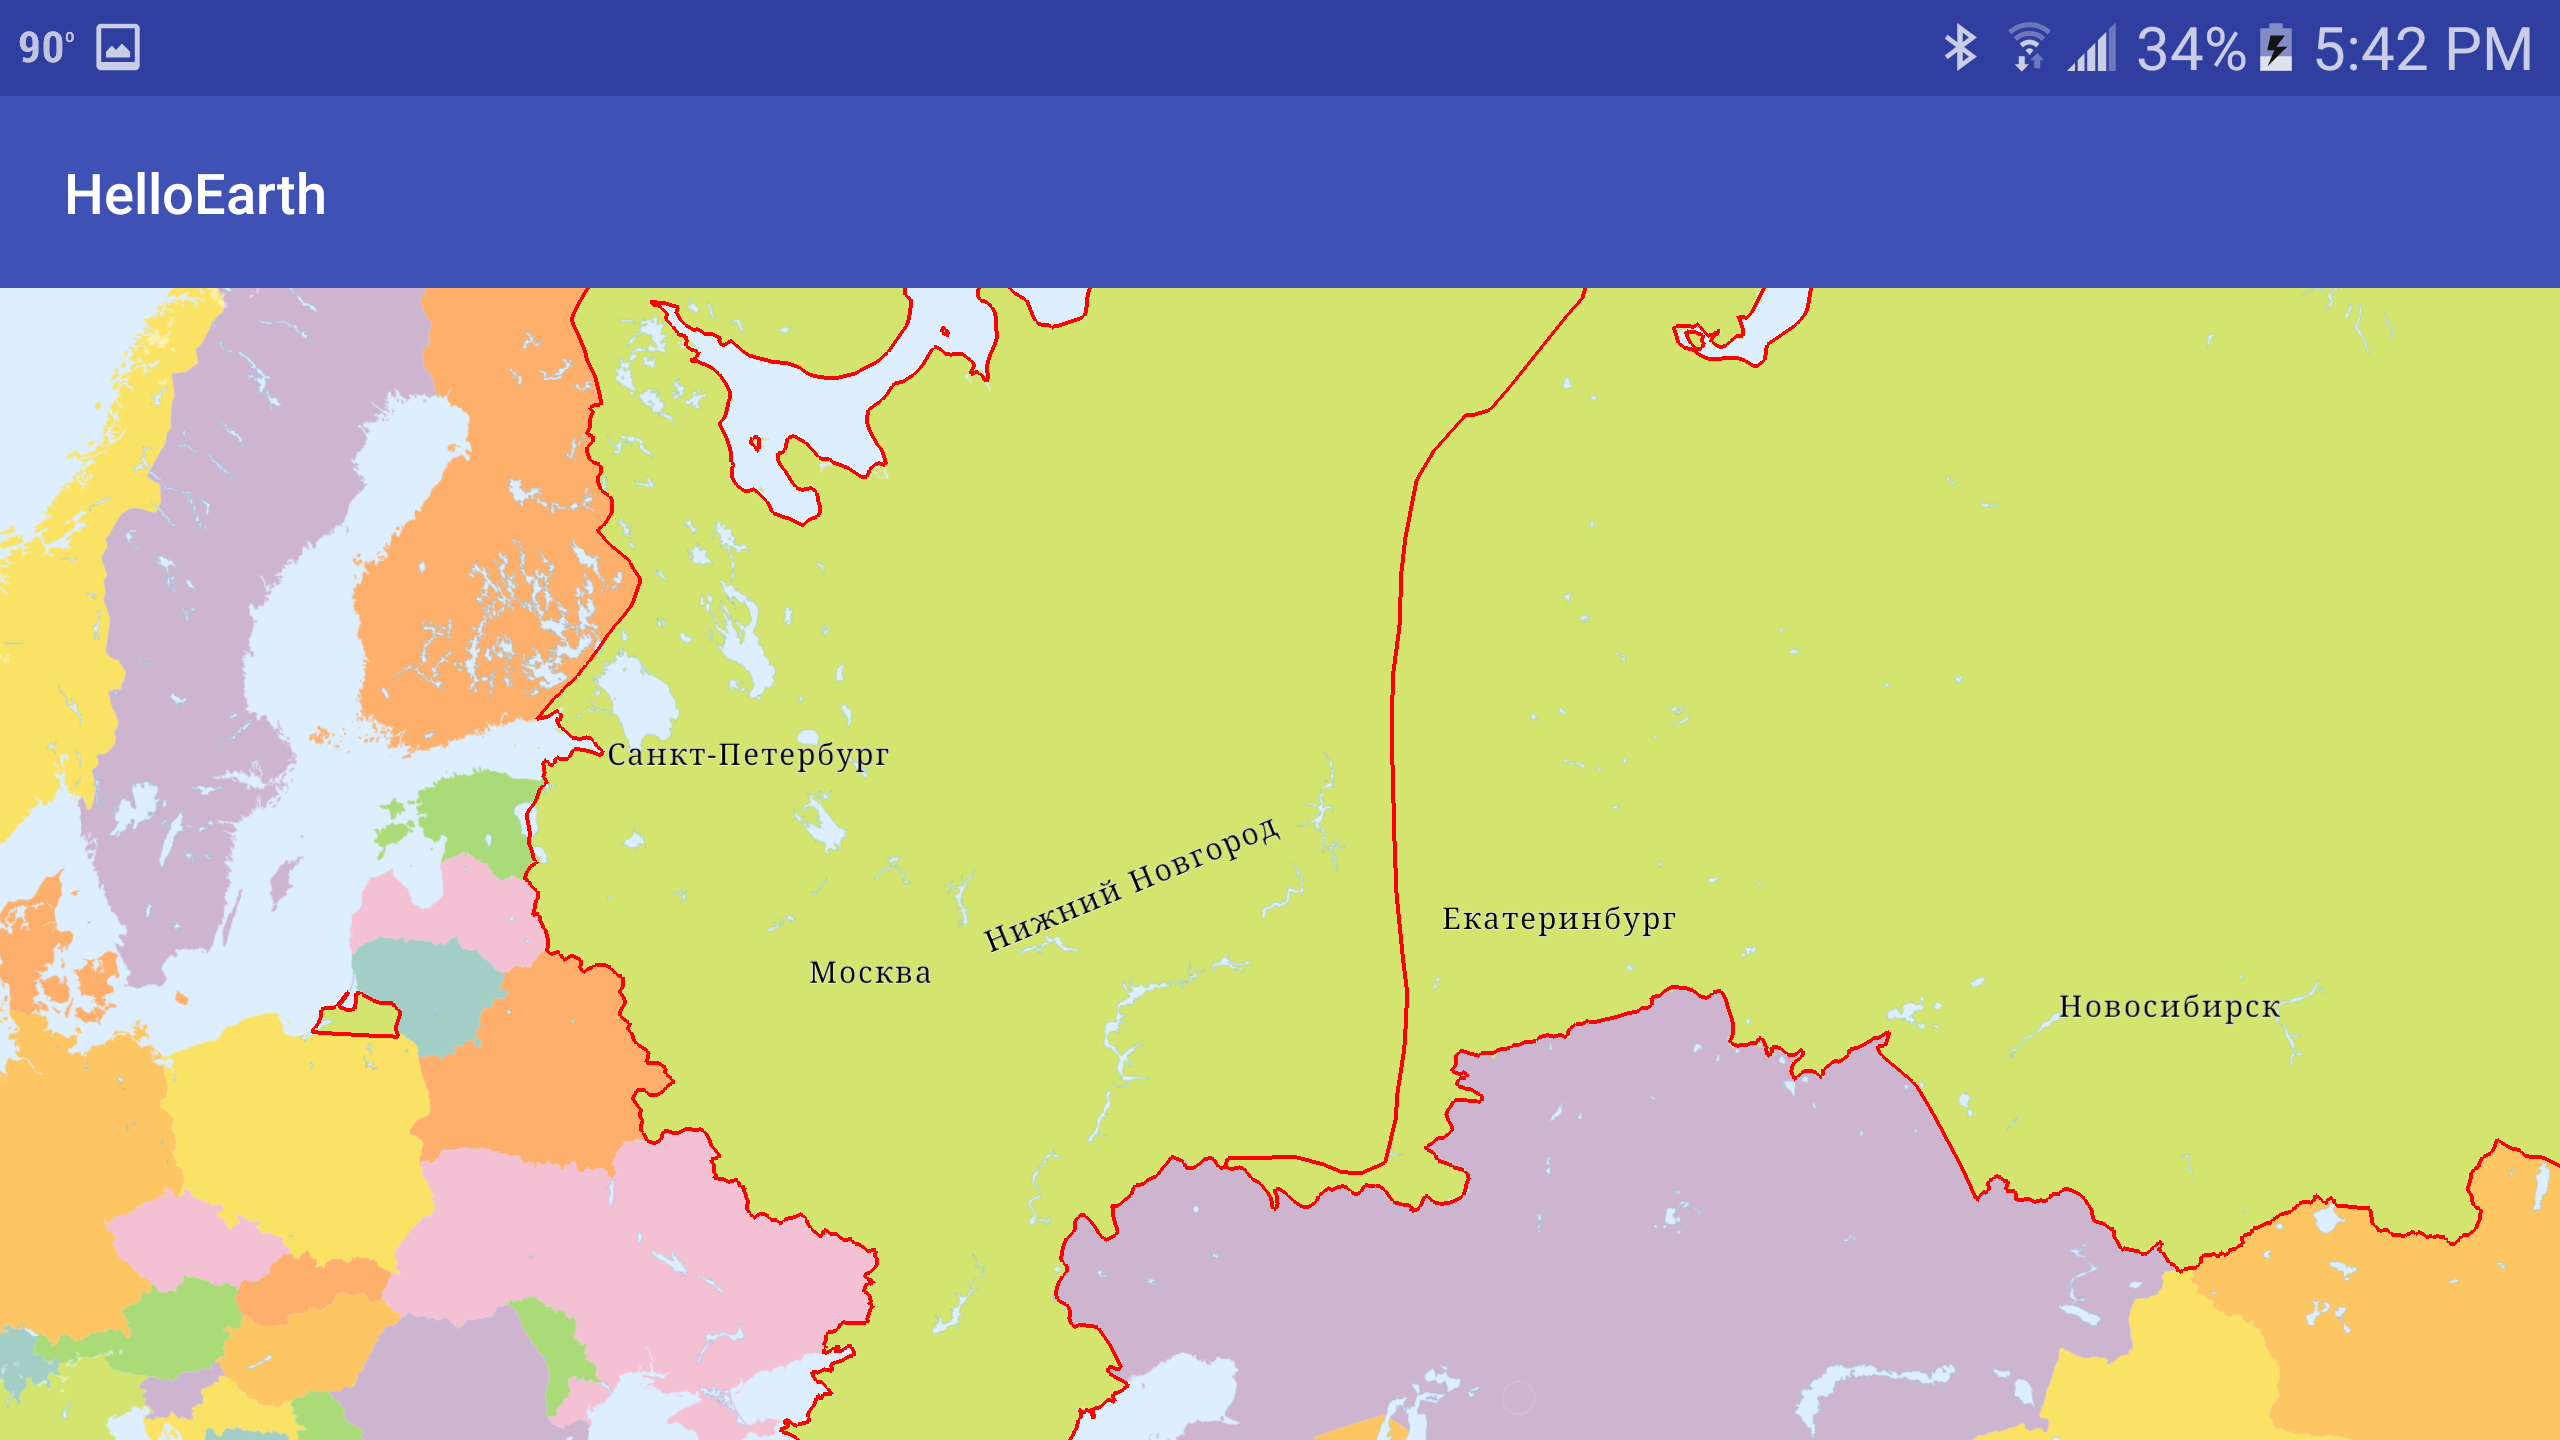 90° 34% 5:42 PM
HelloEarth
Санкт-Петербург
Нижний Новгород
Екатеринбург
Москва
Новосибирск